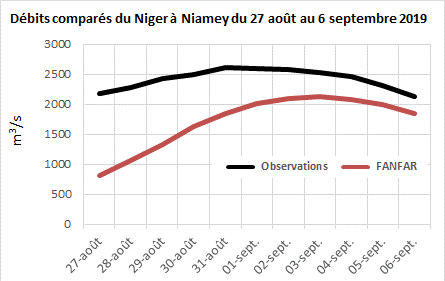 Débits comparés du Niger à Niamey du 27 août au 6 septembre 2019
m³/s
3000
2500
2000
1500
1000
500
0
Observations
FANFAR
27-août
28-août
29-août
30-août
31-août
01-sept.
02-sept.
03-sept.
04-sept.
05-sept.
06-sept.